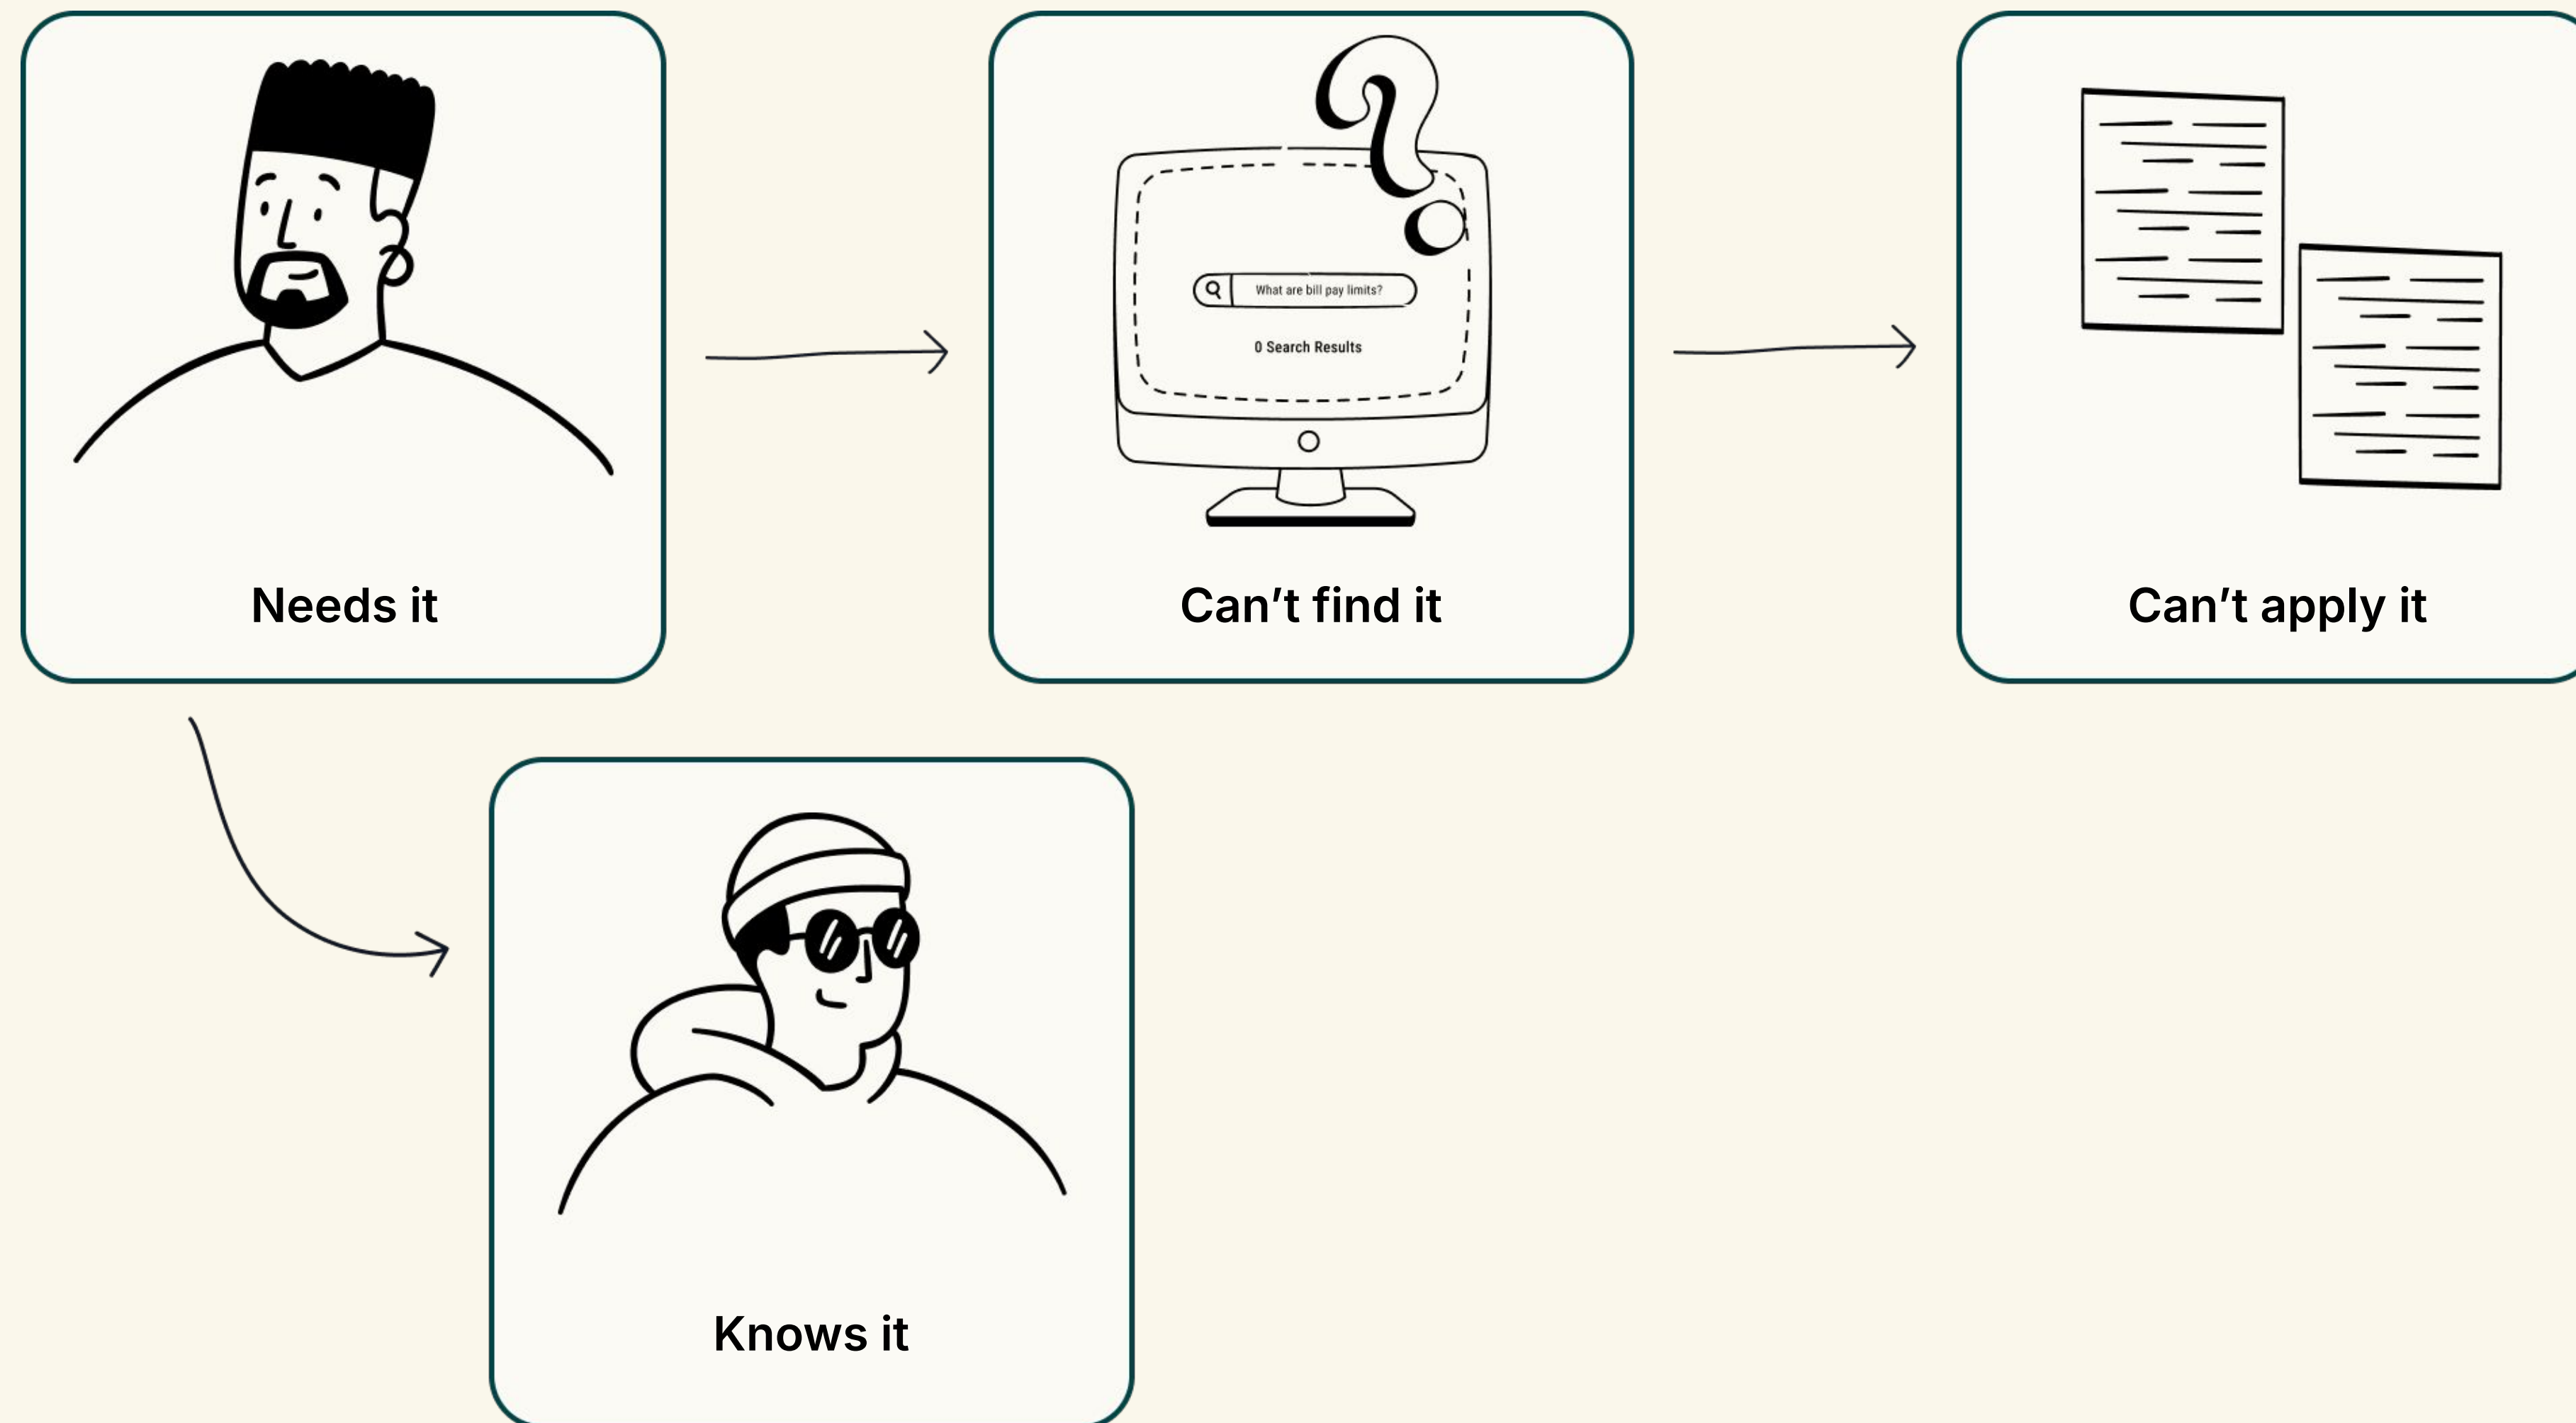 What are bill pay limits?
0 Search Results
Needs it
Can’t find it
Can’t apply it
Knows it